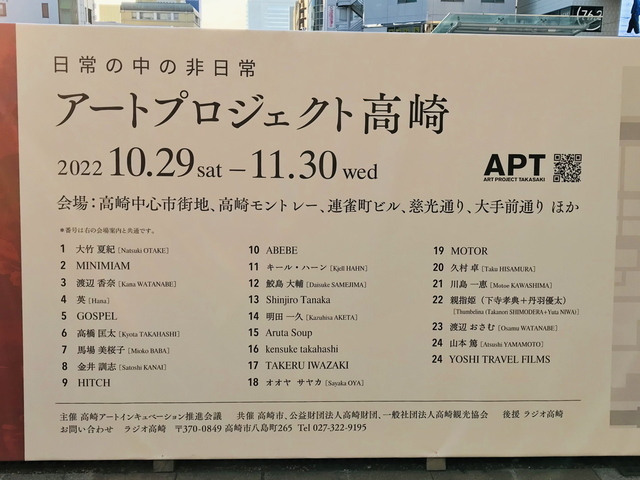 日常の中の非日常
アートプロジェクト高崎
2022 10.29 sat – 11.30 wed
APT
ART PROJECT TAKASAKI
会場：高崎中心市街地、高崎モントレー、連雀町ビル、慈光通り、大手前通り ほか
＊番号は右の会場案内と共通です。
1 大竹 夏紀 [Natsuki OTAKE]
2 MINIMIAM
3 渡辺 香奈 [Kana WATANABE]
4 英 [Hana]
5 GOSPEL
6 高橋 匡太 [Kyota TAKAHASHI]
7 馬場 美桜子 [Mioko BABA]
8 金井 訓志 [Satoshi KANAI]
9 HITCH
10 ABEBE
11 キール・ハーン [Kjell HAHN]
12 鮫島 大輔 [Daisuke SAMEJIMA]
13 Shinjiro Tanaka
14 明田 一久 [Kazuhisa AKETA]
15 Aruta Soup
16 kensuke takahashi
17 TAKERU IWAZAKI
18 オオヤ サヤカ [Sayaka OYA]
19 MOTOR
20 久村 卓 [Taku HISAMURA]
21 川島 一恵 [Motoe KAWASHIMA]
22 親指姫（下寺孝典＋丹羽優太）
[Thumbelina (Takanori SHIMODERA+Yuta NIWA)]
23 渡辺 おさむ [Osamu WATANABE]
24 山本 篤 [Atsushi YAMAMOTO]
24 YOSHI TRAVEL FILMS
主催 高崎アートインキュベーション推進会議 共催 高崎市、公益財団法人高崎財団、一般社団法人高崎観光協会 後援 ラジオ高崎
お問い合わせ ラジオ高崎 〒370-0849 高崎市八島町265 Tel 027-322-9195